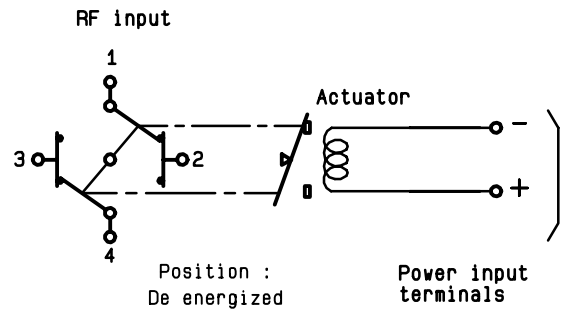 RF input
1
Actuator
−
3
2
+
4
Position :
De energized
Power input
terminals